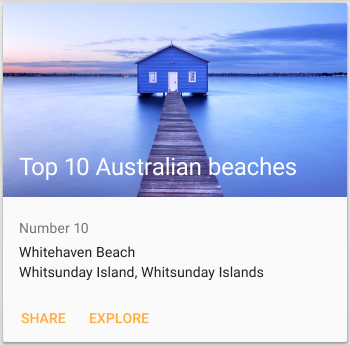 Top 10 Australian beaches
Number 10
Whitehaven Beach
Whitsunday Island, Whitsunday Islands
SHARE EXPLORE